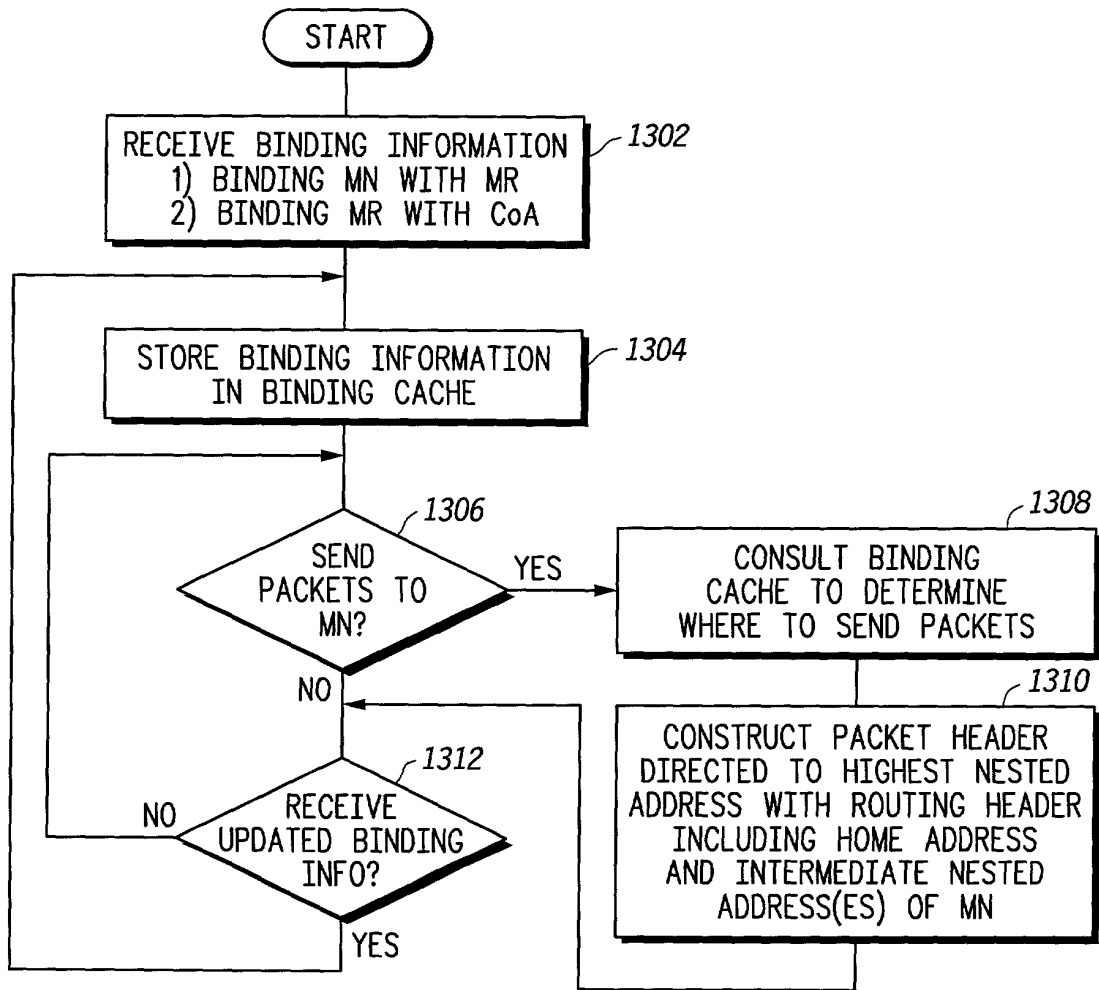 START
RECEIVE BINDING INFORMATION
1) BINDING MN WITH MR
2) BINDING MR WITH CoA
1302
STORE BINDING INFORMATION
IN BINDING CACHE
1304
SEND
PACKETS TO
MN?
1306
YES
NO
CONSULT BINDING
CACHE TO DETERMINE
WHERE TO SEND PACKETS
1308
CONSTRUCT PACKET HEADER
DIRECTED TO HIGHEST NESTED
ADDRESS WITH ROUTING HEADER
INCLUDING HOME ADDRESS
AND INTERMEDIATE NESTED
ADDRESS(ES) OF MN
1310
RECEIVE
UPDATED BINDING
INFO?
1312
NO
YES